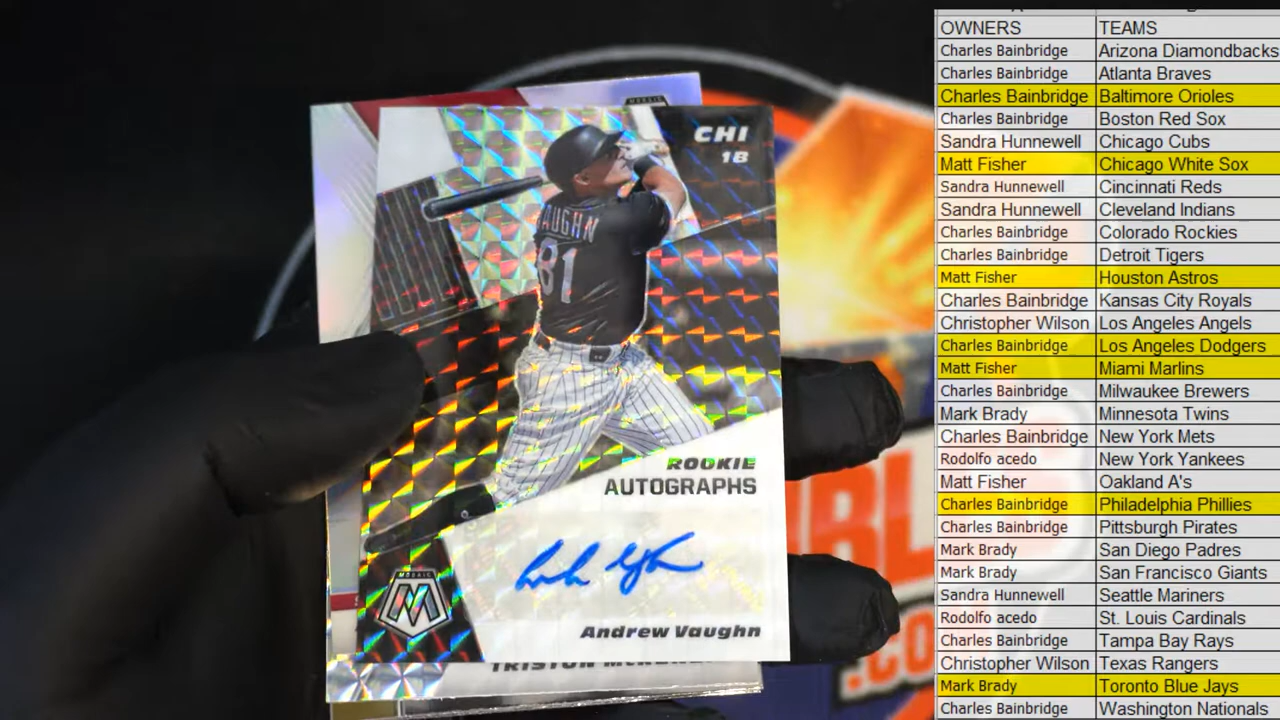 CHI
1B
VAUGHN
81
ROOKIE
AUTOGRAPHS
MOSAIC
M
Andrew Vaughn
TRISTON
.CO
OWNERS TEAMS
Charles Bainbridge Arizona Diamondbacks
Charles Bainbridge Atlanta Braves
Charles Bainbridge Baltimore Orioles
Charles Bainbridge Boston Red Sox
Sandra Hunnewell Chicago Cubs
Matt Fisher Chicago White Sox
Sandra Hunnewell Cincinnati Reds
Sandra Hunnewell Cleveland Indians
Charles Bainbridge Colorado Rockies
Charles Bainbridge Detroit Tigers
Matt Fisher Houston Astros
Charles Bainbridge Kansas City Royals
Christopher Wilson Los Angeles Angels
Charles Bainbridge Los Angeles Dodgers
Matt Fisher Miami Marlins
Charles Bainbridge Milwaukee Brewers
Mark Brady Minnesota Twins
Charles Bainbridge New York Mets
Rodolfo acedo New York Yankees
Matt Fisher Oakland A's
Charles Bainbridge Philadelphia Phillies
Charles Bainbridge Pittsburgh Pirates
Mark Brady San Diego Padres
Mark Brady San Francisco Giants
Sandra Hunnewell Seattle Mariners
Rodolfo acedo St. Louis Cardinals
Charles Bainbridge Tampa Bay Rays
Christopher Wilson Texas Rangers
Mark Brady Toronto Blue Jays
Charles Bainbridge Washington Nationals